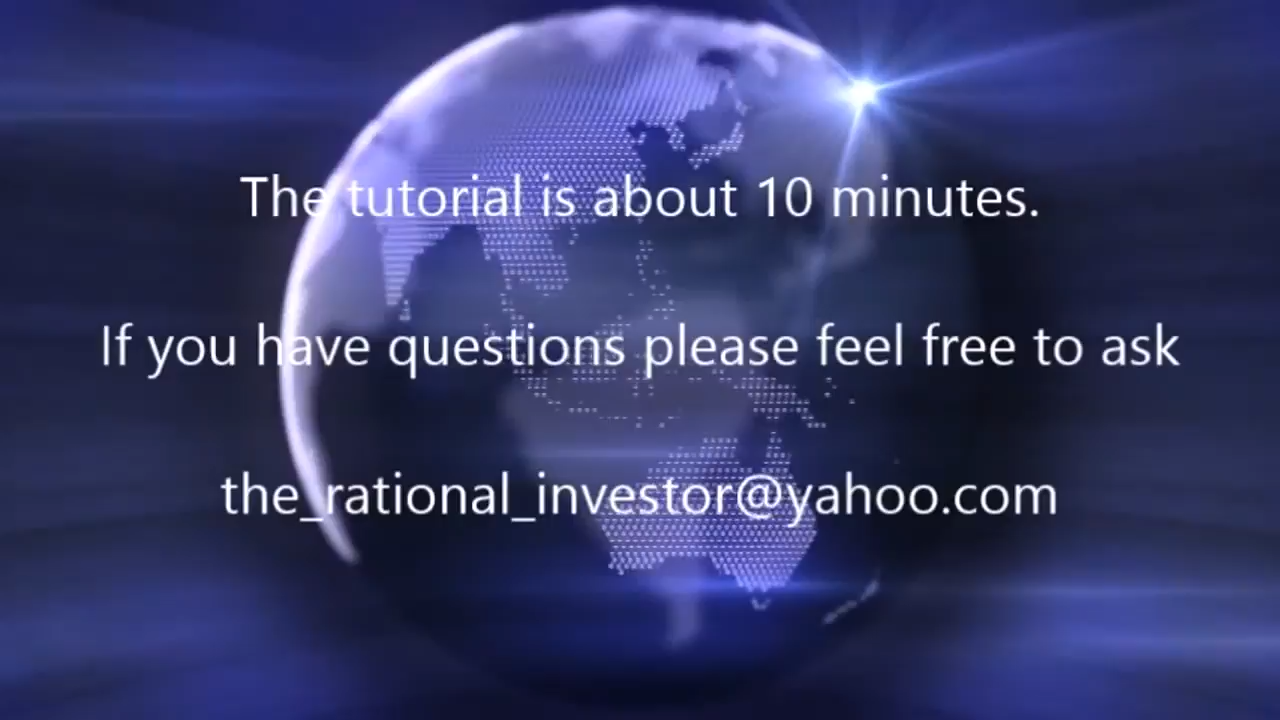 The tutorial is about 10 minutes.
If you have questions please feel free to ask
the_rational_investor@yahoo.com